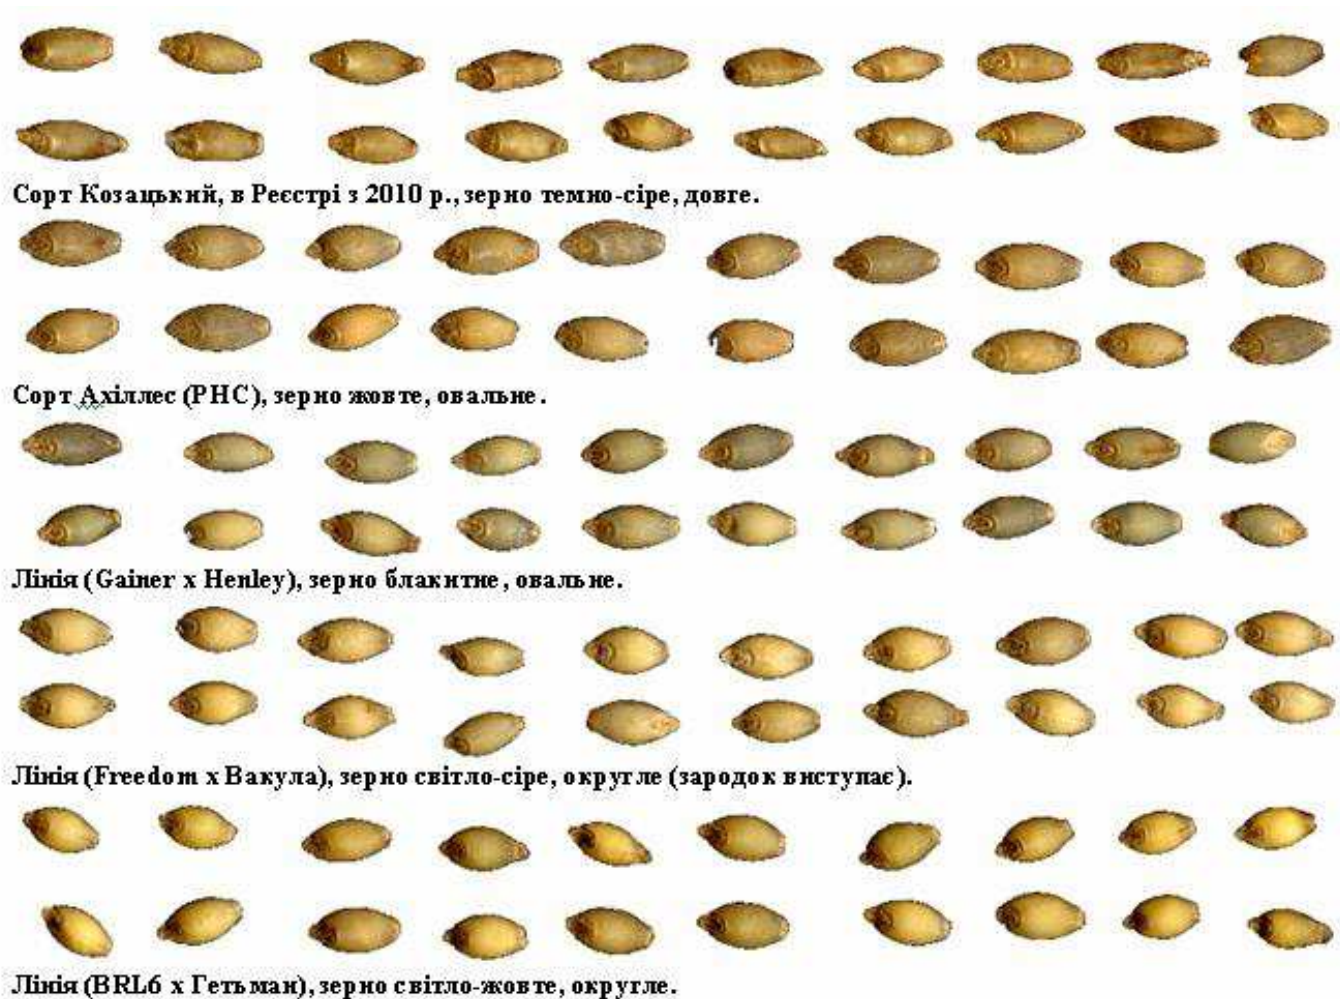 Сорт Козацький, в Реєстрі з 2010 р., зерно темно-сіре, довге.
Сорт Ахіллес (РНС), зерно жовте, овальне.
Лінія (Gainer x Henley), зерно блакитне, овальне.
Лінія (Freedom x Вакула), зерно світло-сіре, округле (зародок виступає).
Лінія (BRL6 x Гетьман), зерно світло-жовте, округле.